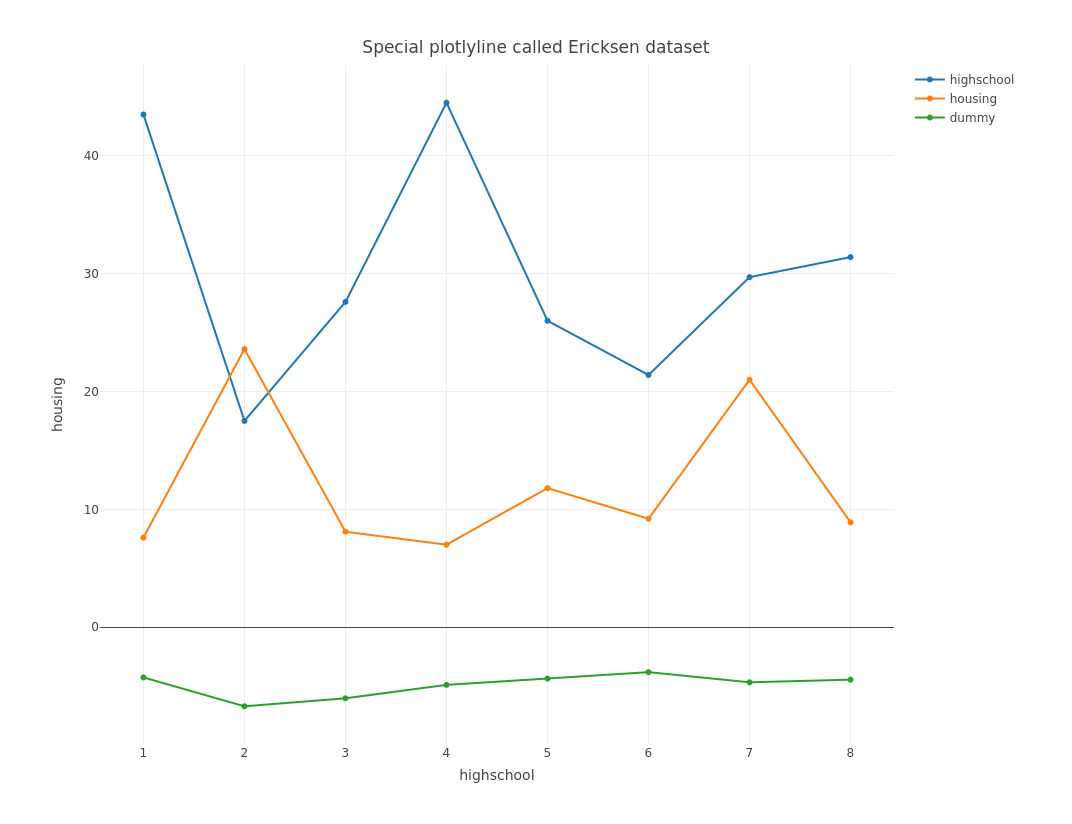 Special plotlyline called Ericksen dataset
highschool
housing
dummy
housing
40
30
20
10
0
1 2 3 4 5 6 7 8
highschool